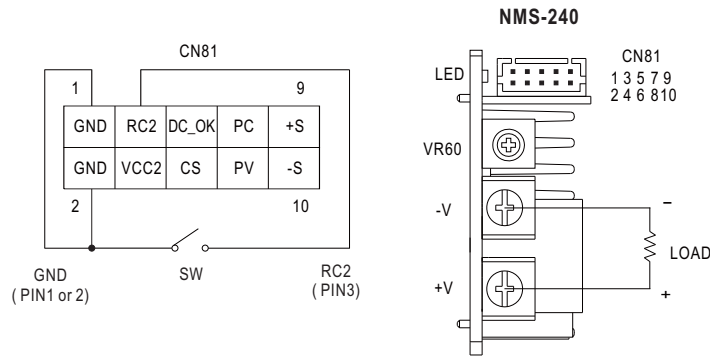 NMS-240
CN81
1 9
GND RC2 DC_OK PC +S
GND VCC2 CS PV -S
2 10
GND
( PIN1 or 2)
SW
RC2
( PIN3)
LED
CN81
1 3 5 7 9
2 4 6 8 10
VR60
-V
+V
−
LOAD
+